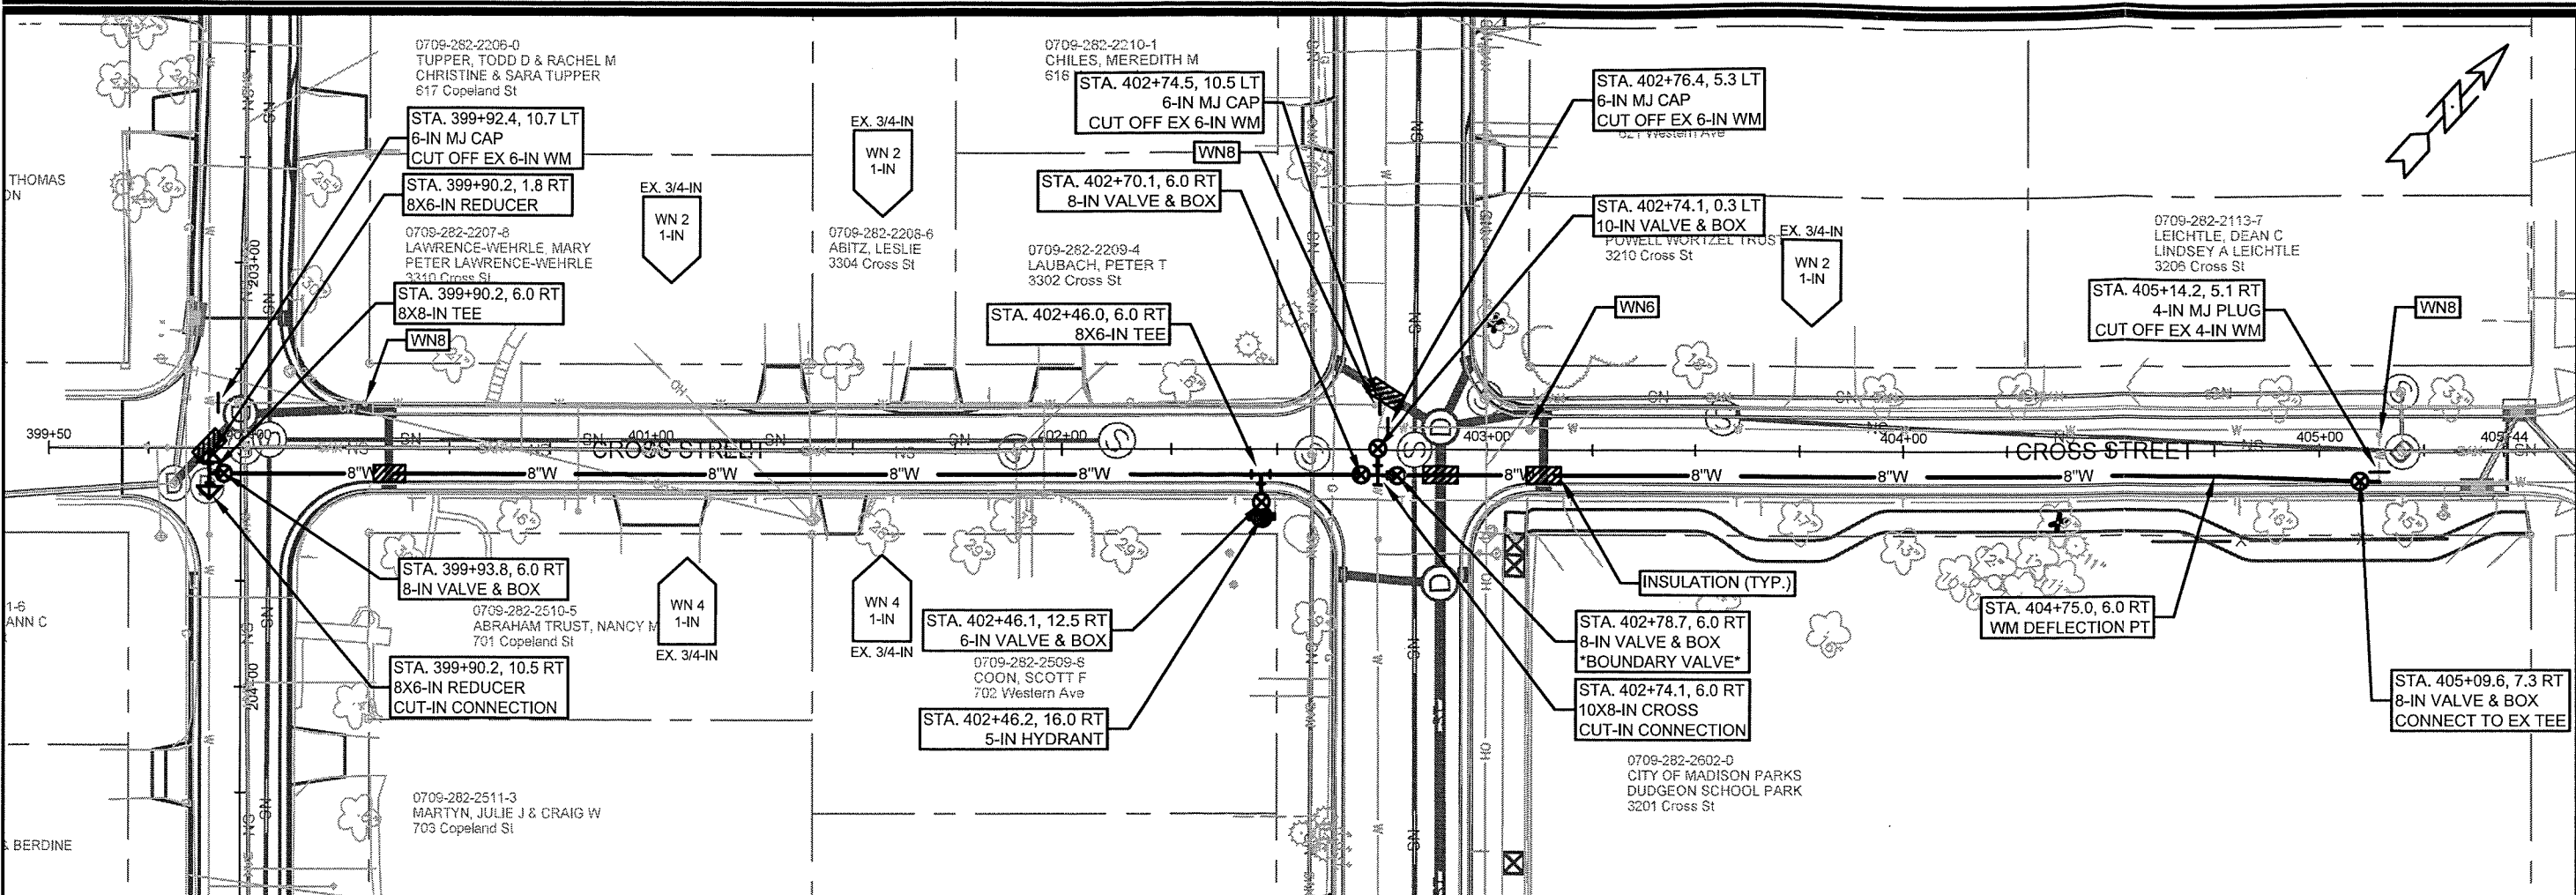 0709-282-2206-0
TUPPER, TODD D & RACHEL M
CHRISTINE & SARA TUPPER
617 Copeland St
STA. 399+92.4, 10.7 LT
6-IN MJ CAP
CUT OFF EX 6-IN WM
STA. 399+90.2, 1.8 RT
8X6-IN REDUCER
0709-282-2207-8
LAWRENCE-WEHRLE, MARY
PETER LAWRENCE-WEHRLE
3310 Cross St
STA. 399+90.2, 6.0 RT
8X8-IN TEE
WN8
THOMAS
EX. 3/4-IN
WN 2
1-IN
EX. 3/4-IN
WN 2
1-IN
0709-282-2208-6
ABITZ, LESLIE
3304 Cross St
0709-282-2210-1
CHILES, MEREDITH M
STA. 402+74.5, 10.5 LT
6-IN MJ CAP
CUT OFF EX 6-IN WM
WN8
STA. 402+70.1, 6.0 RT
8-IN VALVE & BOX
0709-282-2209-4
LAUBACH, PETER T
3302 Cross St
STA. 402+46.0, 6.0 RT
8X6-IN TEE
STA. 402+76.4, 5.3 LT
6-IN MJ CAP
CUT OFF EX 6-IN WM
621 Western Ave
STA. 402+74.1, 0.3 LT
10-IN VALVE & BOX
POWELL WORTZEL TRUST
3210 Cross St
EX. 3/4-IN
WN 2
1-IN
WN6
0709-282-2113-7
LEICHTLE, DEAN C
LINDSEY A LEICHTLE
3206 Cross St
STA. 405+14.2, 5.1 RT
4-IN MJ PLUG
CUT OFF EX 4-IN WM
WN8
203+00
399+50
401+00
402+00
403+00
404+00
405+00
CROSS STREET
CROSS STREET
8"W
8"W
8"W
8"W
8"W
8"W
8"W
8"W
8"W
STA. 399+93.8, 6.0 RT
8-IN VALVE & BOX
0709-282-2510-5
ABRAHAM TRUST, NANCY M
701 Copeland St
STA. 399+90.2, 10.5 RT
8X6-IN REDUCER
CUT-IN CONNECTION
204+00
WN 4
1-IN
EX. 3/4-IN
WN 4
1-IN
EX. 3/4-IN
STA. 402+46.1, 12.5 RT
6-IN VALVE & BOX
0709-282-2509-8
COON, SCOTT F
702 Western Ave
STA. 402+46.2, 16.0 RT
5-IN HYDRANT
INSULATION (TYP.)
STA. 402+78.7, 6.0 RT
8-IN VALVE & BOX
*BOUNDARY VALVE*
STA. 402+74.1, 6.0 RT
10X8-IN CROSS
CUT-IN CONNECTION
0709-282-2602-0
CITY OF MADISON PARKS
DUDGEON SCHOOL PARK
3201 Cross St
STA. 404+75.0, 6.0 RT
WM DEFLECTION PT
STA. 405+09.6, 7.3 RT
8-IN VALVE & BOX
CONNECT TO EX TEE
0709-282-2511-3
MARTYN, JULIE J & CRAIG W
703 Copeland St
ANN C
& BERDINE